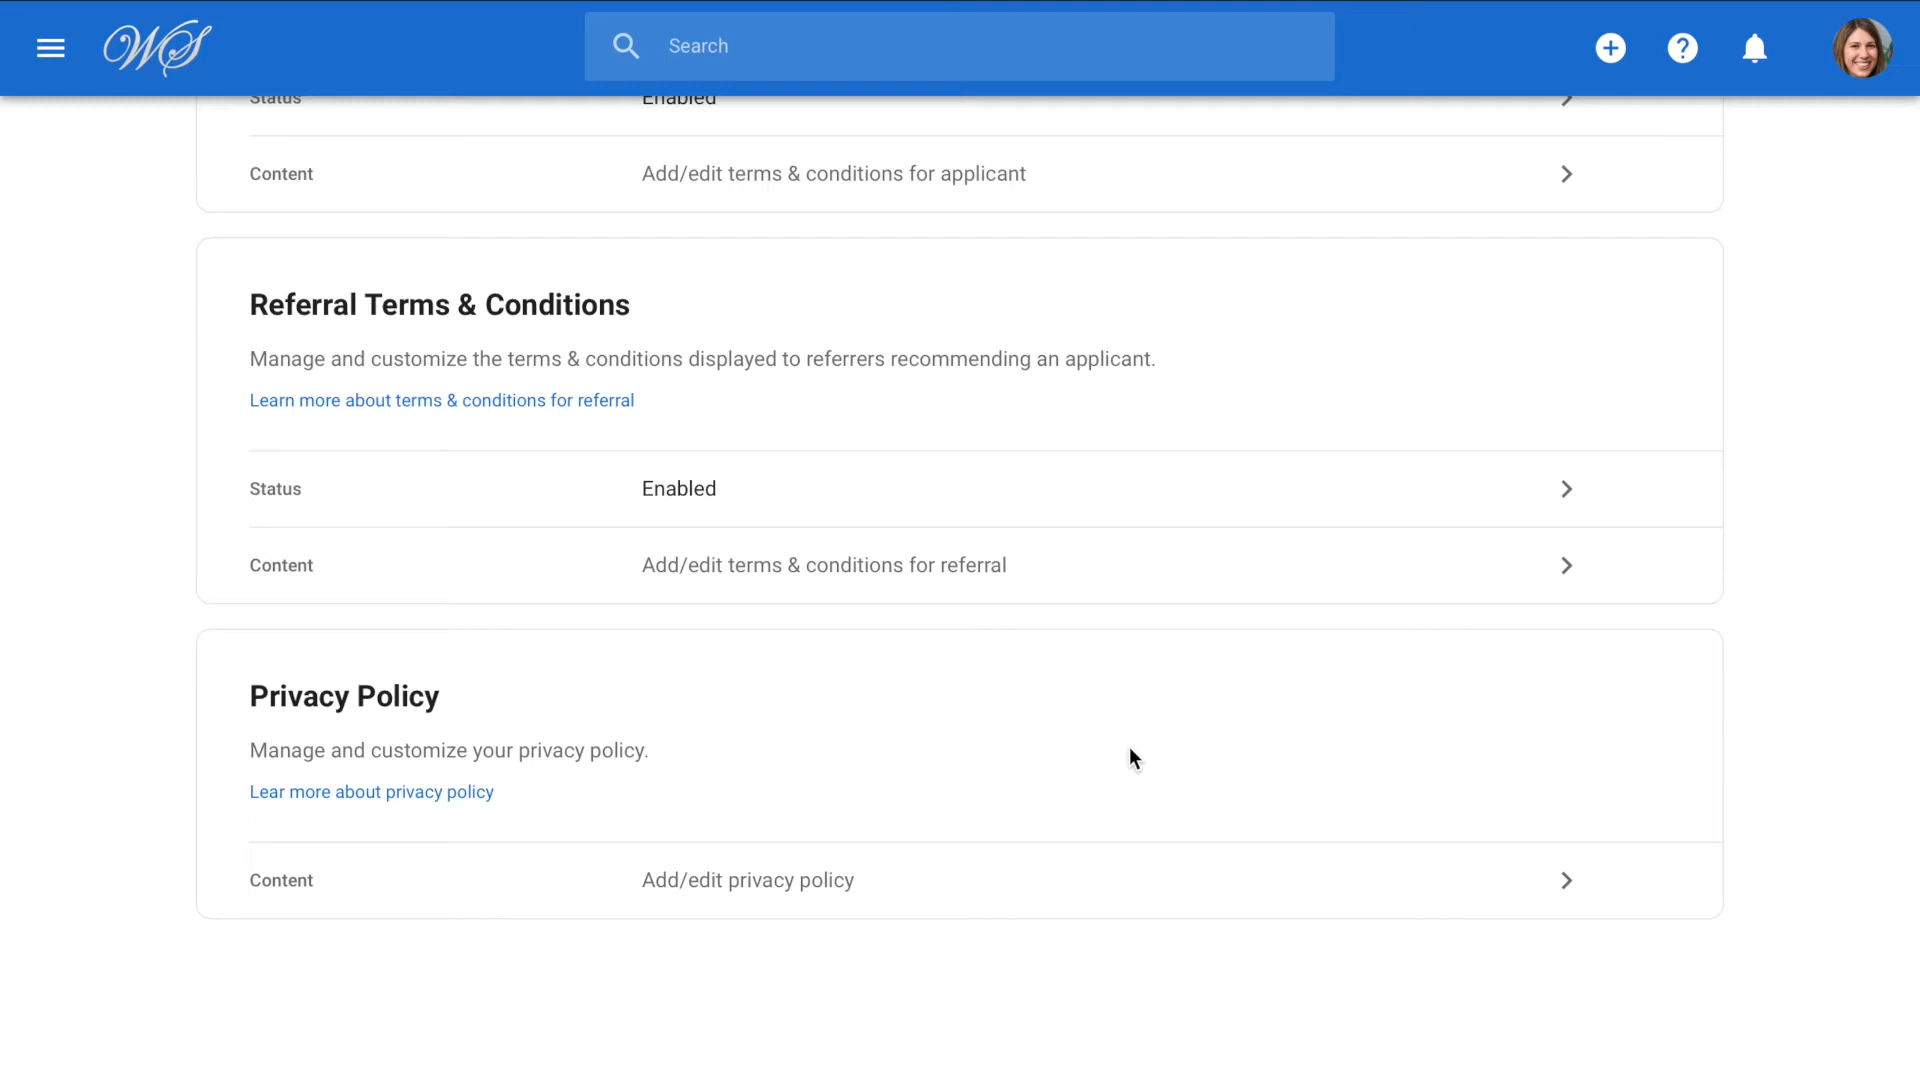 WS
Search
Status Enabled
Content Add/edit terms & conditions for applicant
Referral Terms & Conditions
Manage and customize the terms & conditions displayed to referrers recommending an applicant.
Learn more about terms & conditions for referral
Status Enabled
Content Add/edit terms & conditions for referral
Privacy Policy
Manage and customize your privacy policy.
Lear more about privacy policy
Content Add/edit privacy policy